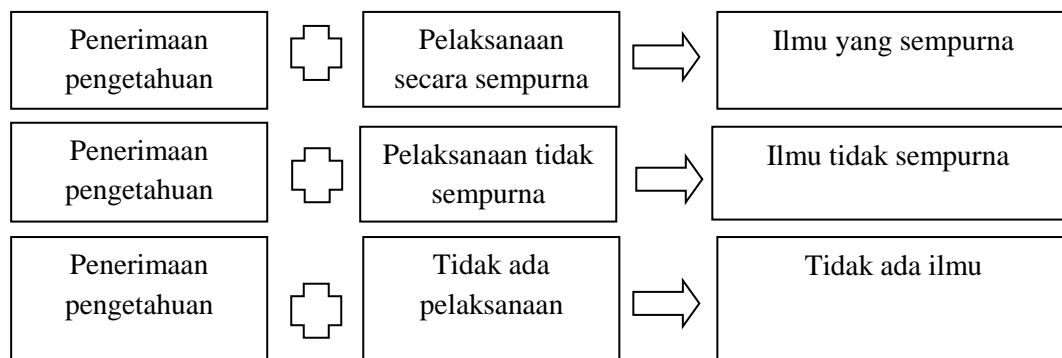 Penerimaan
pengetahuan
Pelaksanaan
secara sempurna
Ilmu yang sempurna
Penerimaan
pengetahuan
Pelaksanaan tidak
sempurna
Ilmu tidak sempurna
Penerimaan
pengetahuan
Tidak ada
pelaksanaan
Tidak ada ilmu